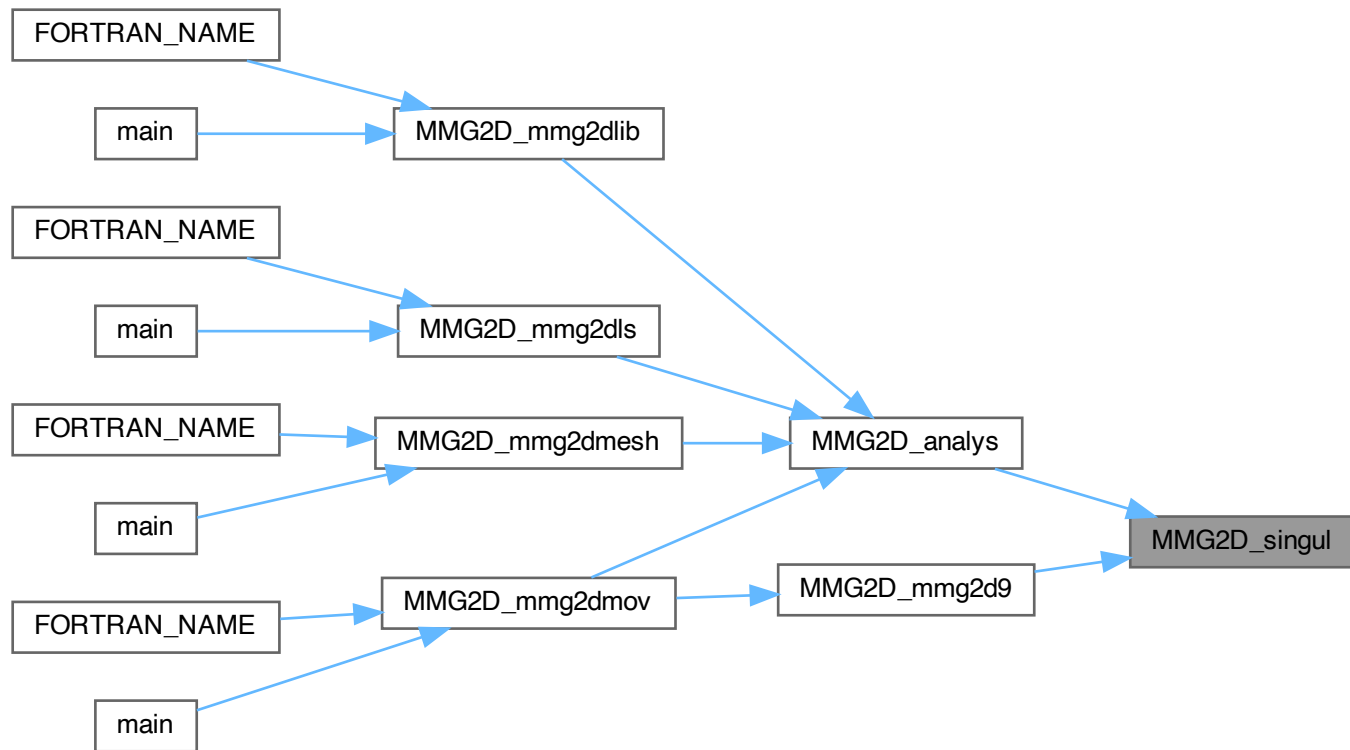 FORTRAN_NAME
main
MMG2D_mmg2dlib
FORTRAN_NAME
main
MMG2D_mmg2dls
FORTRAN_NAME
main
MMG2D_mmg2dmesh
MMG2D_analys
MMG2D_singul
FORTRAN_NAME
main
MMG2D_mmg2dmov
MMG2D_mmg2d9